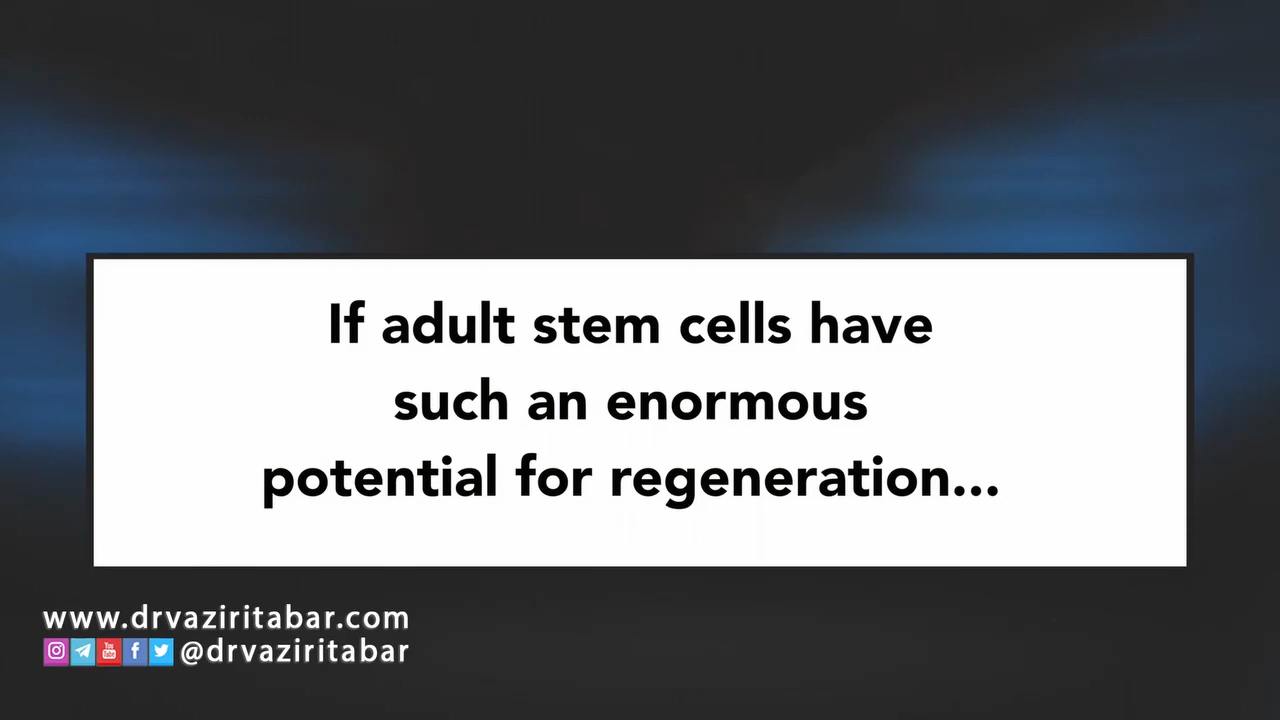 If adult stem cells have
such an enormous
potential for regeneration...
www.drvaziritabar.com
@drvaziritabar